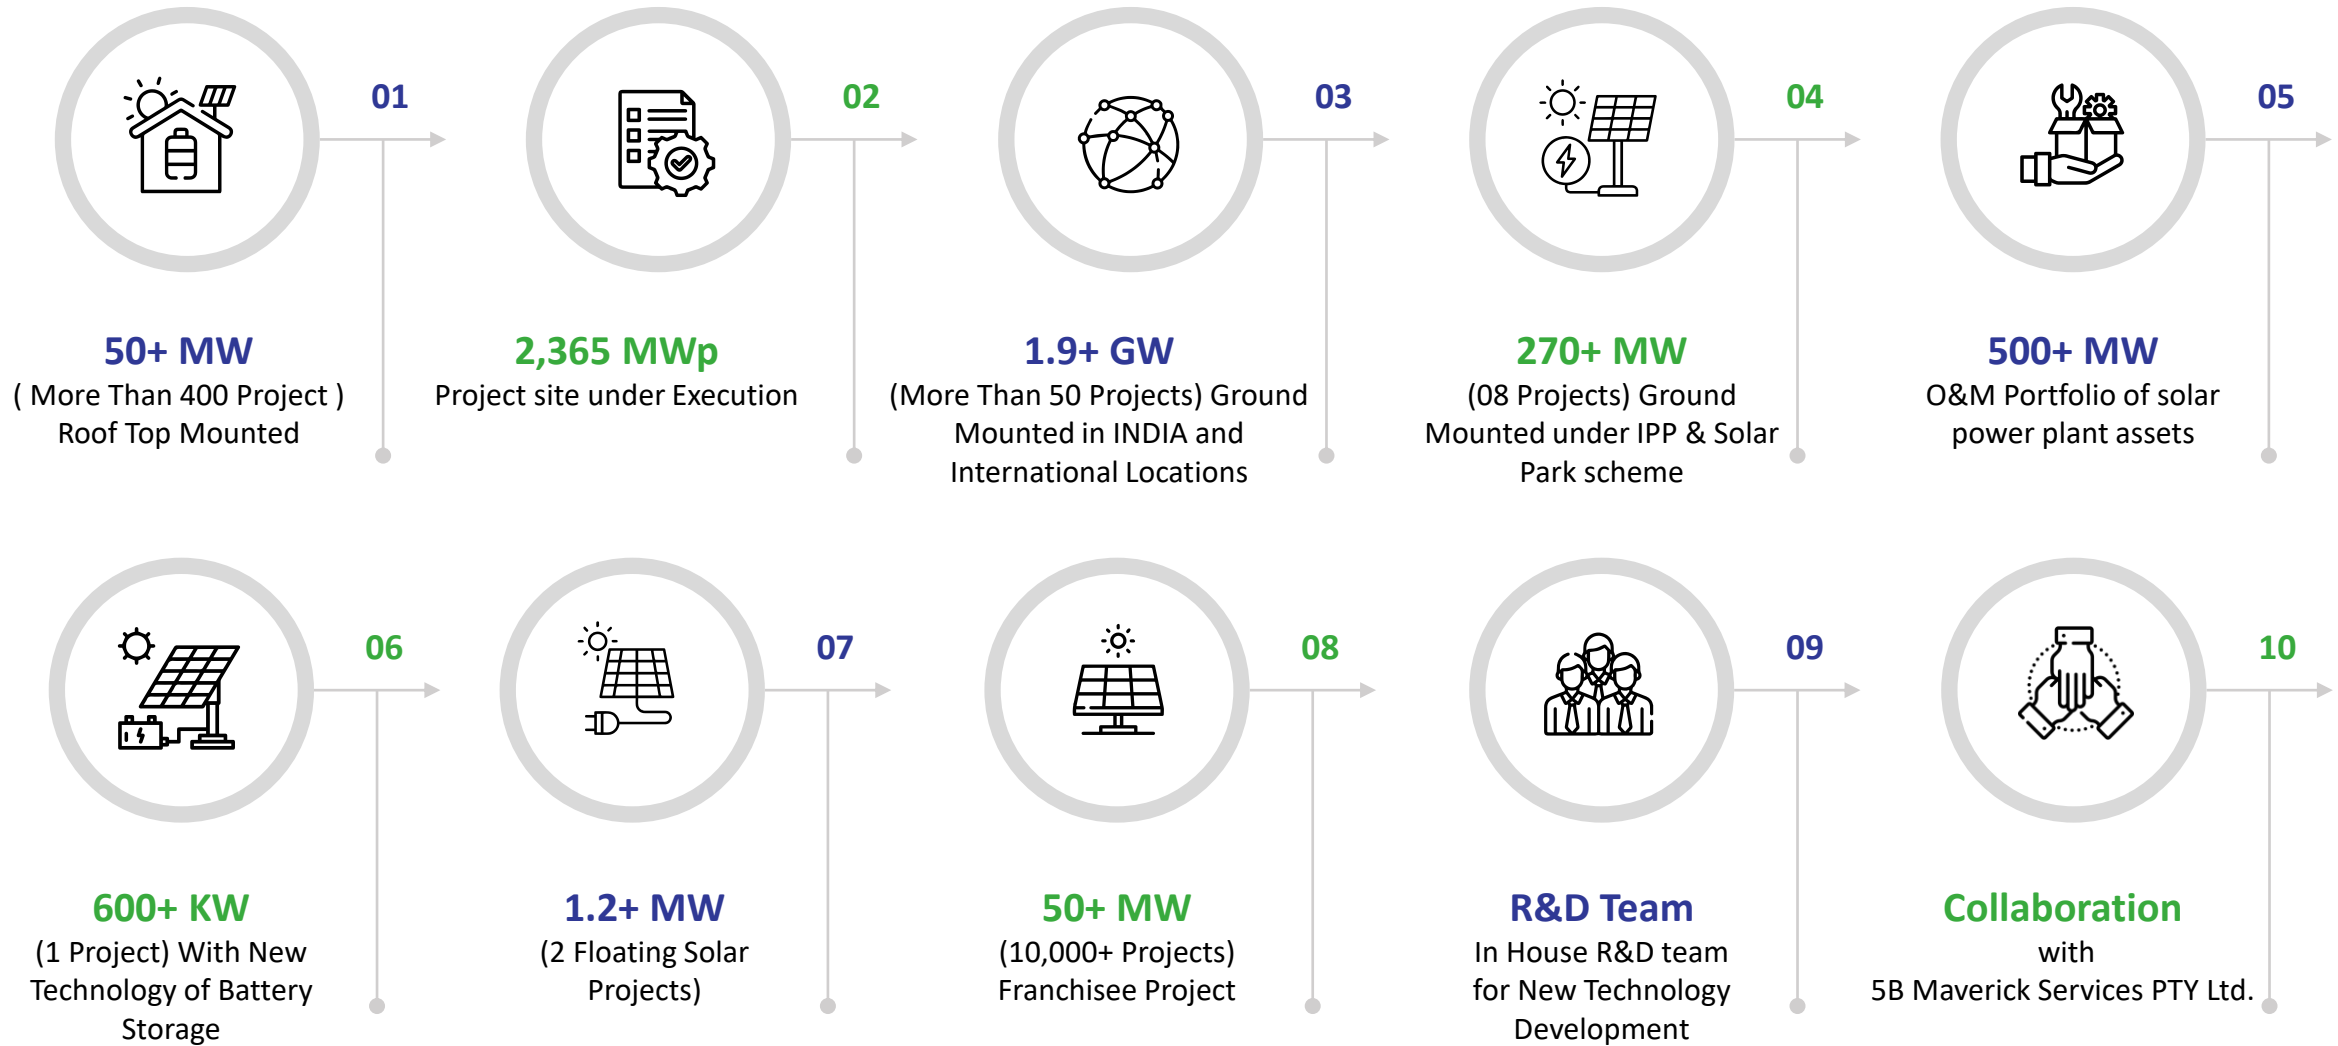 01
50+ MW
( More Than 400 Project )
Roof Top Mounted
02
2,365 MWp
Project site under Execution
03
1.9+ GW
(More Than 50 Projects) Ground
Mounted in INDIA and
International Locations
04
270+ MW
(08 Projects) Ground
Mounted under IPP & Solar
Park scheme
05
500+ MW
O&M Portfolio of solar
power plant assets
06
600+ KW
(1 Project) With New
Technology of Battery
Storage
07
1.2+ MW
(2 Floating Solar
Projects)
08
50+ MW
(10,000+ Projects)
Franchisee Project
09
R&D Team
In House R&D team
for New Technology
Development
10
Collaboration
with
5B Maverick Services PTY Ltd.